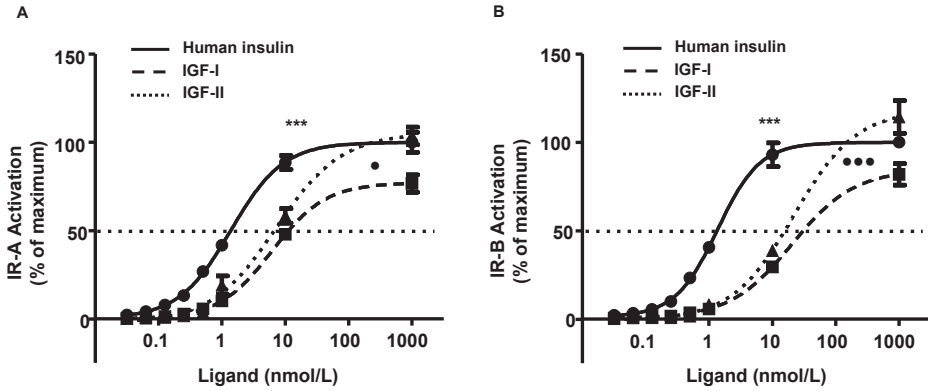 A
Human insulin
IGF-I
IGF-II
IR-A Activation
(% of maximum)
150
100
50
0
***
•
0.1 1 10 100 1000
Ligand (nmol/L)
B
Human insulin
IGF-I
IGF-II
IR-B Activation
(% of maximum)
150
100
50
0
***
•••
0.1 1 10 100 1000
Ligand (nmol/L)